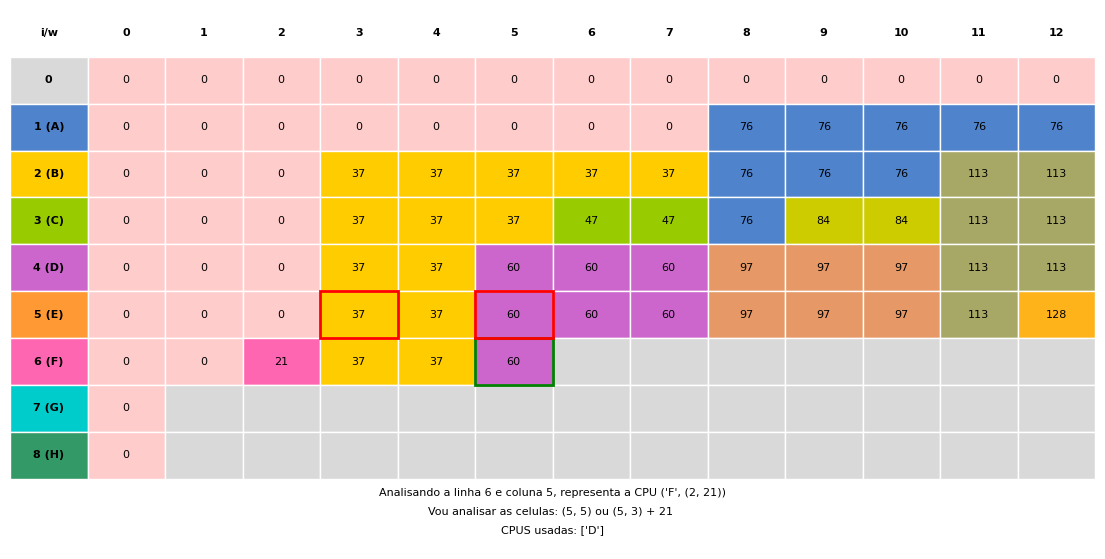 i/w 0 1 2 3 4 5 6 7 8 9 10 11 12
0 0 0 0 0 0 0 0 0 0 0 0 0 0
1 (A) 0 0 0 0 0 0 0 0 76 76 76 76 76
2 (B) 0 0 0 37 37 37 37 37 76 76 76 113 113
3 (C) 0 0 0 37 37 37 47 47 76 84 84 113 113
4 (D) 0 0 0 37 37 60 60 60 97 97 97 113 113
5 (E) 0 0 0 37 37 60 60 60 97 97 97 113 128
6 (F) 0 0 21 37 37 60
7 (G) 0
8 (H) 0
Analisando a linha 6 e coluna 5, representa a CPU ('F', (2, 21))
Vou analisar as celulas: (5, 5) ou (5, 3) + 21
CPUS usadas: ['D']